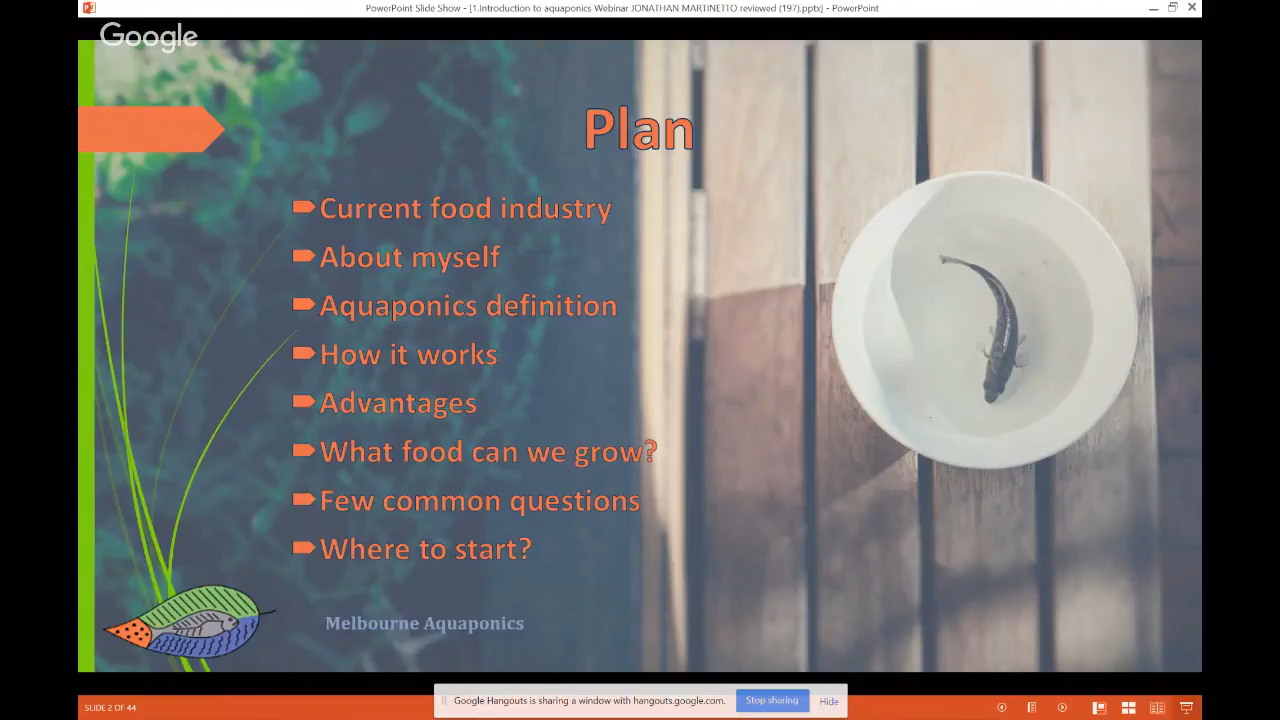 PowerPoint Slide Show - [1.Introduction to aquaponics Webinar JONATHAN MARTINETTO reviewed (197).pptx] - PowerPoint
Google
Plan
Current food industry
About myself
Aquaponics definition
How it works
Advantages
What food can we grow?
Few common questions
Where to start?
Melbourne Aquaponics
Google Hangouts is sharing a window with hangouts.google.com.
Stop sharing
Hide
SLIDE 2 OF 44